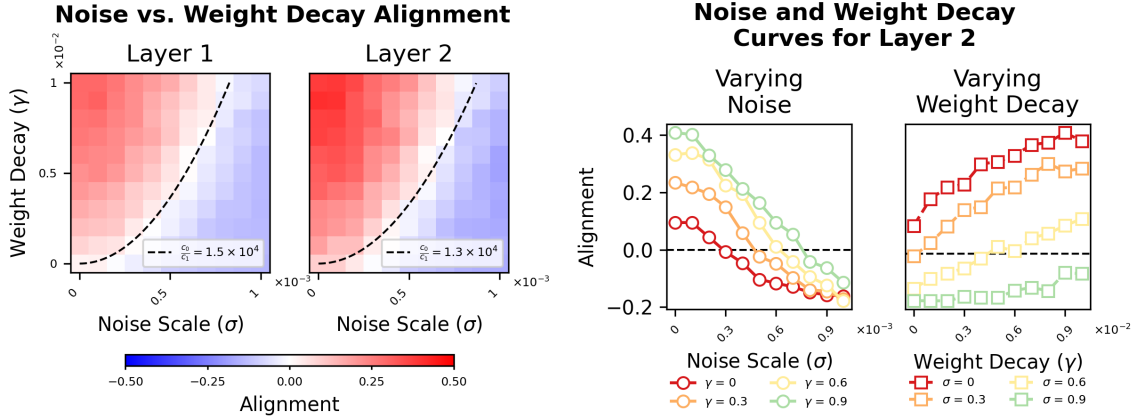 Noise vs. Weight Decay Alignment
Layer 1
Layer 2
×10⁻²
Weight Decay (γ)
1
0.5
0
c₀/c₁ = 1.5 × 10⁴
c₀/c₁ = 1.3 × 10⁴
0
0.5
1
×10⁻³
0
0.5
1
×10⁻³
Noise Scale (σ)
Noise Scale (σ)
−0.50
−0.25
0.00
0.25
0.50
Alignment
Noise and Weight Decay
Curves for Layer 2
Varying
Noise
Varying
Weight Decay
Alignment
0.4
0.2
0.0
−0.2
0
0.3
0.6
0.9
×10⁻³
0
0.3
0.6
0.9
×10⁻²
Noise Scale (σ)
Weight Decay (γ)
γ = 0
γ = 0.3
γ = 0.6
γ = 0.9
σ = 0
σ = 0.3
σ = 0.6
σ = 0.9